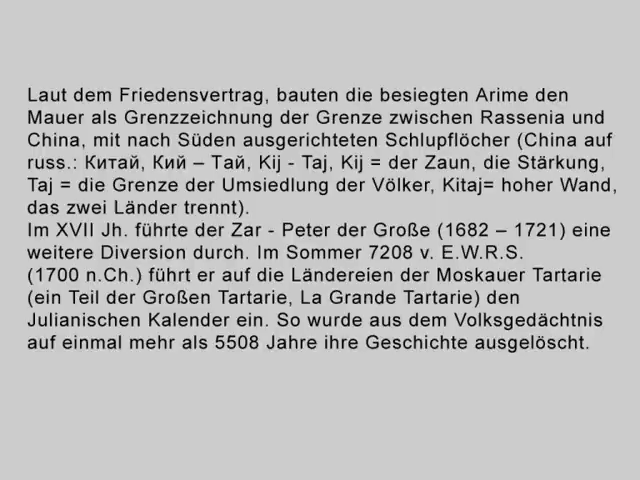 Laut dem Friedensvertrag, bauten die besiegten Arime den
Mauer als Grenzzeichnung der Grenze zwischen Rassenia und
China, mit nach Süden ausgerichteten Schlupflöcher (China auf
russ.: Китай, Кий – Тай, Kij - Taj, Kij = der Zaun, die Stärkung,
Taj = die Grenze der Umsiedlung der Völker, Kitaj= hoher Wand,
das zwei Länder trennt).
Im XVII Jh. führte der Zar - Peter der Große (1682 – 1721) eine
weitere Diversion durch. Im Sommer 7208 v. E.W.R.S.
(1700 n.Ch.) führt er auf die Ländereien der Moskauer Tartarie
(ein Teil der Großen Tartarie, La Grande Tartarie) den
Julianischen Kalender ein. So wurde aus dem Volksgedächtnis
auf einmal mehr als 5508 Jahre ihre Geschichte ausgelöscht.